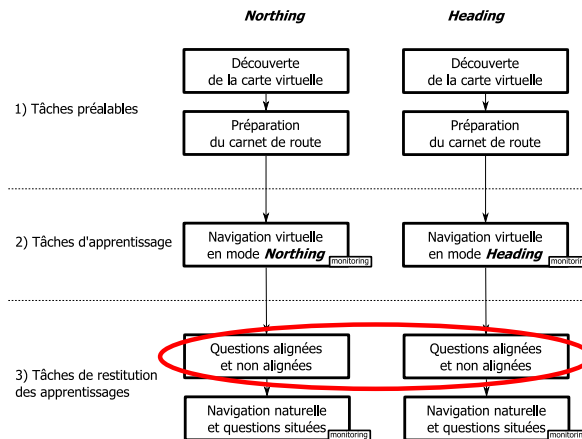 Northing
Heading
Découverte
de la carte virtuelle
Découverte
de la carte virtuelle
1) Tâches préalables
Préparation
du carnet de route
Préparation
du carnet de route
2) Tâches d'apprentissage
Navigation virtuelle
en mode Northing
monitoring
Navigation virtuelle
en mode Heading
monitoring
3) Tâches de restitution
des apprentissages
Questions alignées
et non alignées
Questions alignées
et non alignées
Navigation naturelle
et questions situées
monitoring
Navigation naturelle
et questions situées
monitoring